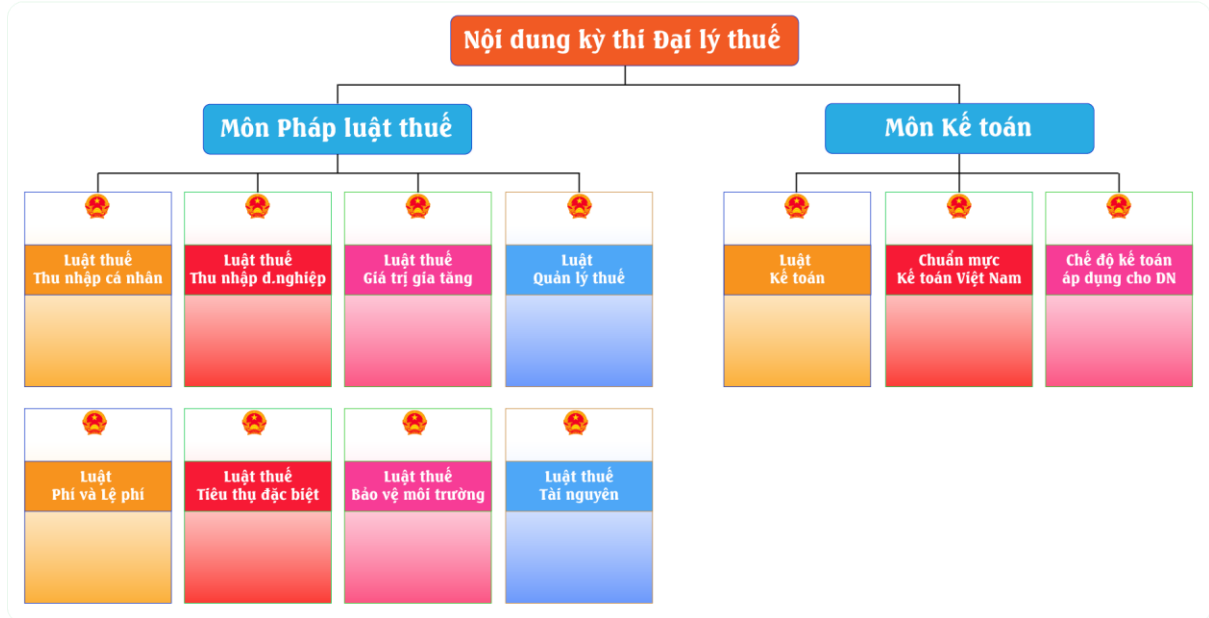 Nội dung kỳ thi Đại lý thuế
Môn Pháp luật thuế
Môn Kế toán
Luật thuế
Thu nhập cá nhân
Luật thuế
Thu nhập d.nghiệp
Luật thuế
Giá trị gia tăng
Luật
Quản lý thuế
Luật
Kế toán
Chuẩn mực
Kế toán Việt Nam
Chế độ kế toán
áp dụng cho DN
Luật
Phí và Lệ phí
Luật thuế
Tiêu thụ đặc biệt
Luật thuế
Bảo vệ môi trường
Luật thuế
Tài nguyên